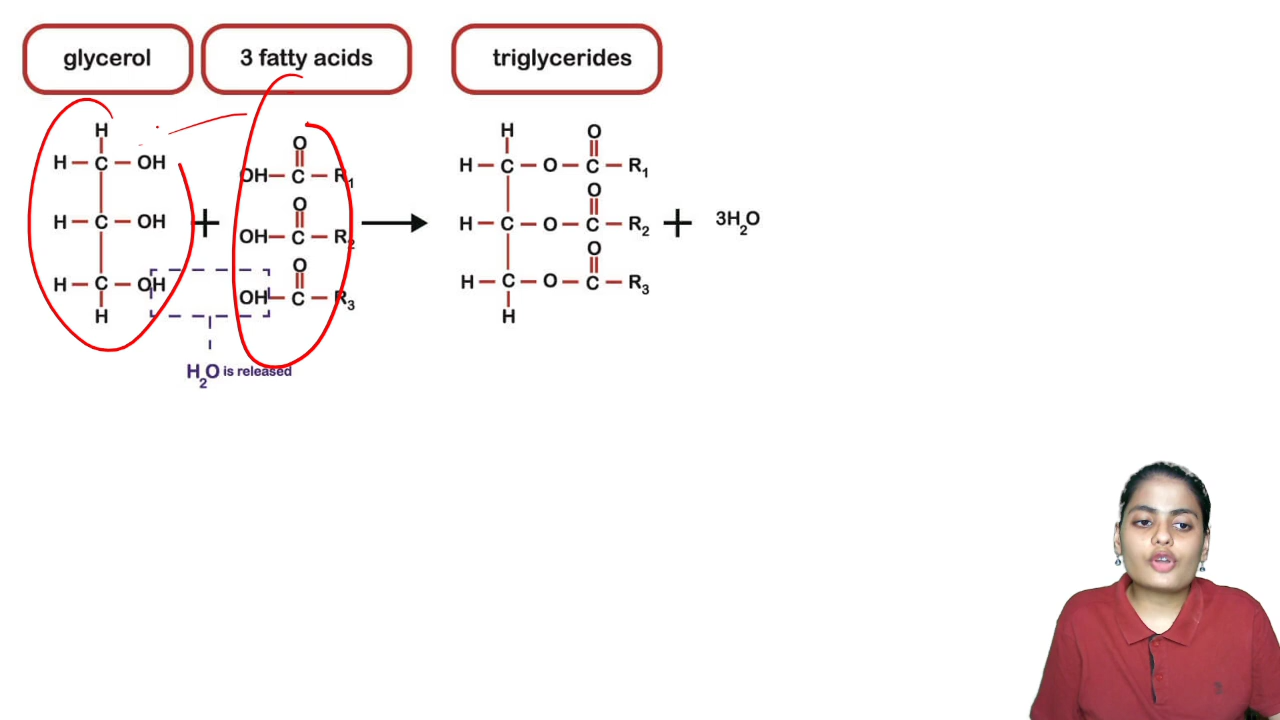 glycerol 3 fatty acids triglycerides
H H O
H C OH O H C O C R1
OH C R1
O O
H C OH + OH C R2 → H C O C R2 + 3H2O
O O
H C OH OH C R3 H C O C R3
H H
H2O is released